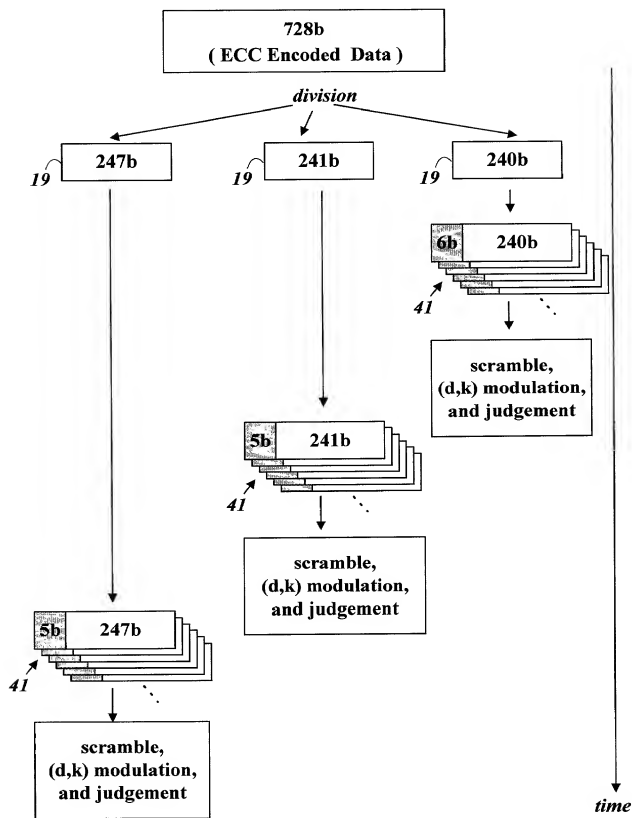 728b
( ECC Encoded Data )
division
19
247b
19
241b
19
240b
6b
240b
41
scramble,
(d,k) modulation,
and judgement
5b
241b
41
scramble,
(d,k) modulation,
and judgement
5b
247b
41
scramble,
(d,k) modulation,
and judgement
time